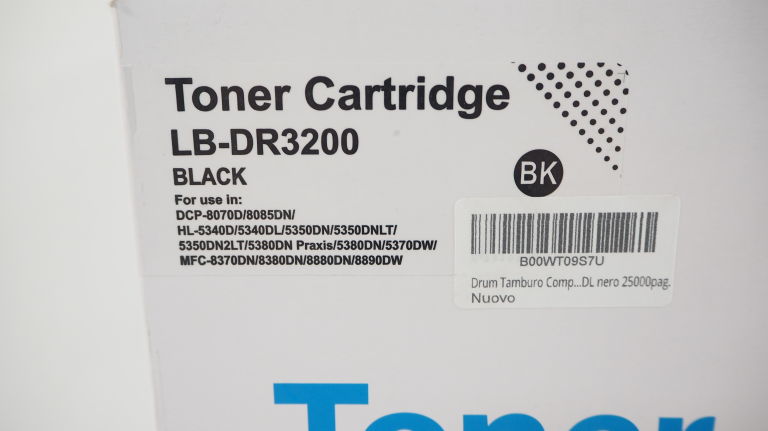 Toner Cartridge
LB-DR3200
BLACK
BK
For use in:
DCP-8070D/8085DN/
HL-5340D/5340DL/5350DN/5350DNLT/
5350DN2LT/5380DN Praxis/5380DN/5370DW/
MFC-8370DN/8380DN/8880DN/8890DW
B00WT09S7U
Drum Tamburo Comp...DL nero 25000pag.
Nuovo
Toner